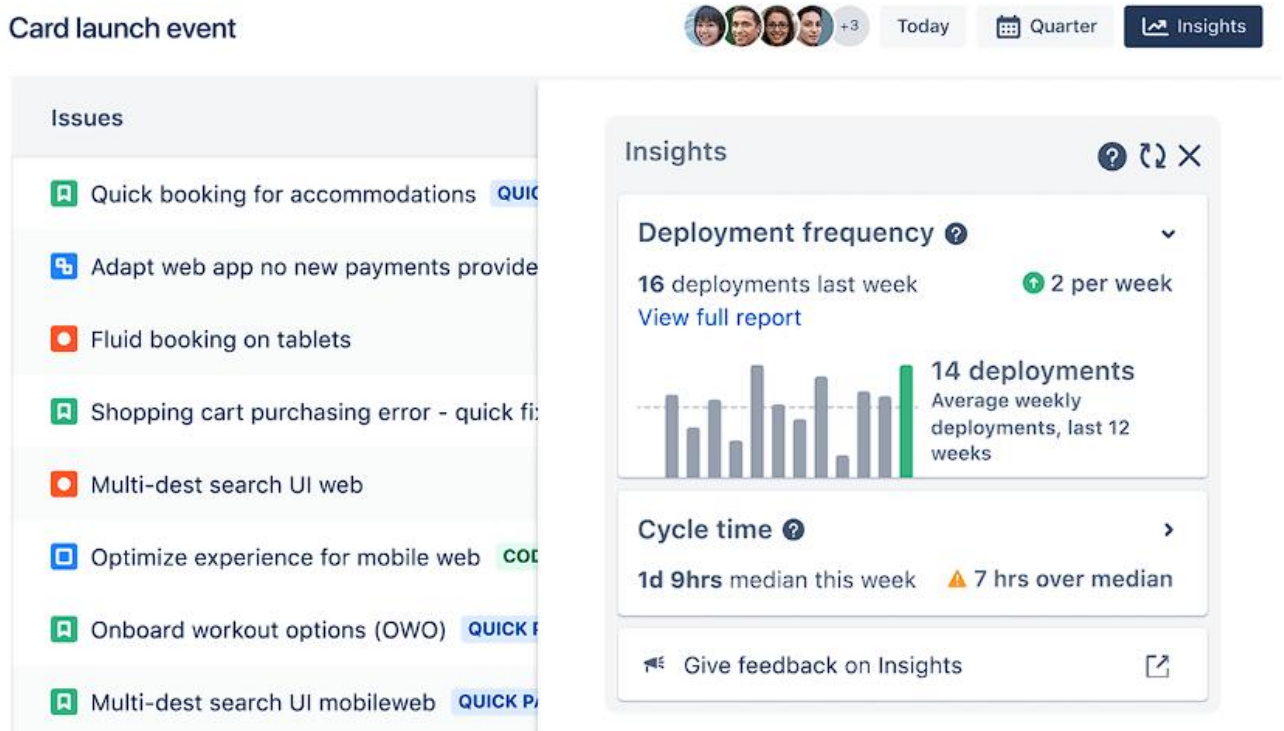 Card launch event
+3
Today
Quarter
Insights
Issues
Quick booking for accommodations
Adapt web app no new payments provide
Fluid booking on tablets
Shopping cart purchasing error - quick fi
Multi-dest search UI web
Optimize experience for mobile web COD
Onboard workout options (OWO) QUICK
Multi-dest search UI mobileweb QUICK PA
Insights
Deployment frequency
16 deployments last week
2 per week
View full report
14 deployments
Average weekly
deployments, last 12
weeks
Cycle time
1d 9hrs median this week
7 hrs over median
Give feedback on Insights